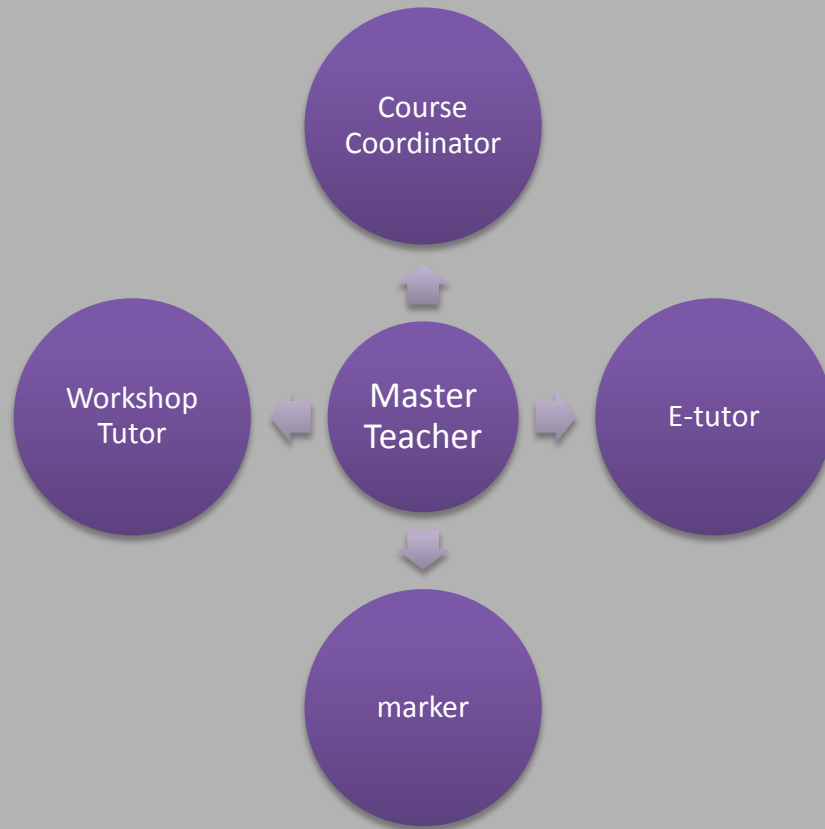 Course
Coordinator
Workshop
Tutor
Master
Teacher
E-tutor
marker